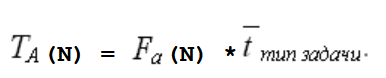 T_A (N) = F_a (N) * t̅ тип задачи.